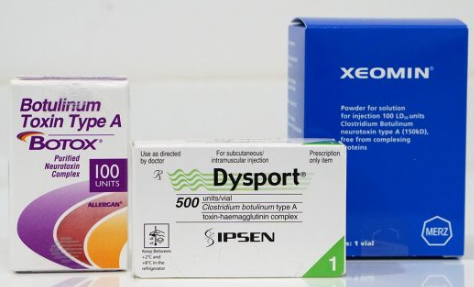 Botulinum
Toxin Type A
BOTOX®
Purified
Neurotoxin
Complex
100
UNITS
ALLERGAN
Use as directed
by doctor
For subcutaneous/
intramuscular injection
Prescription
only item
Dysport®
500 units/vial
Clostridium botulinum type A
toxin-haemagglutinin complex
IPSEN
Keep Between
+2°C and
+8°C in the
refrigerator
1
XEOMIN®
Powder for solution
for injection 100 LD50 units
Clostridium Botulinum
neurotoxin type A (150kD),
free from complexing
proteins
: 1 vial
MERZ